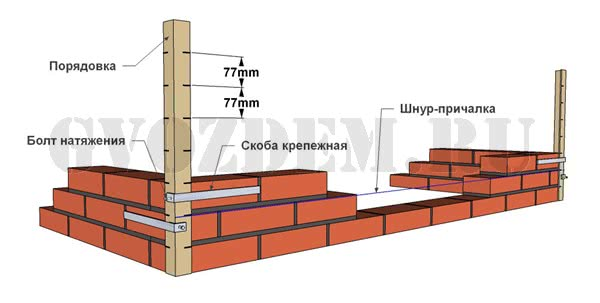 Порядовка
77mm
77mm
Шнур-причалка
Болт натяжения
Скоба крепежная
GVOZDEM.RU